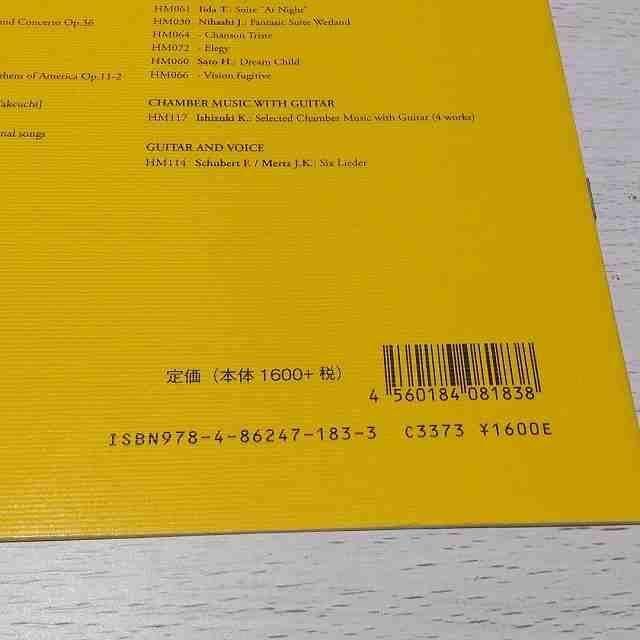 HM061 Iida T.: Suite "At Night"
and Concerto Op.36
HM030 Nihashi J.: Fantasic Suite Wetland
HM064 - Chanson Triste
HM072 - Elegy
HM060 Sato H.: Dream Child
them of America Op.11-2
HM066 - Vision fugitive
Takeuchi]
CHAMBER MUSIC WITH GUITAR
HM117 Ishizuki K.: Selected Chamber Music with Guitar (4 works)
nal songs
GUITAR AND VOICE
HM114 Schubert F. / Mertz J.K.: Six Lieder
定価（本体 1600+ 税）
4 560184 081838
ISBN978-4-86247-183-3 C3373 ¥1600E